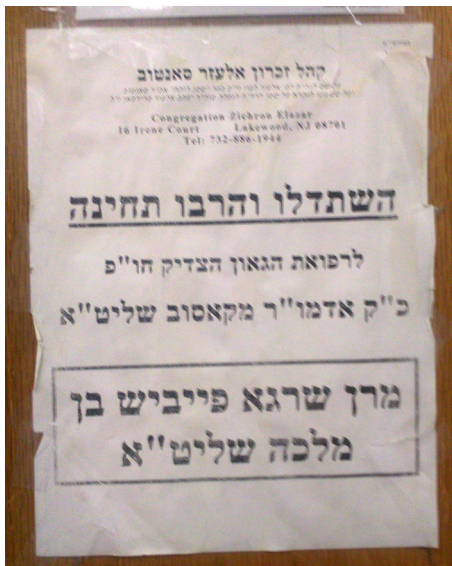 קהל זכרון אלעזר סאנטוב
Congregation Zichron Elazar
16 Irene Court Lakewood, NJ 08701
Tel: 732-886-1944
השתדלו והרבו תחינה
לרפואת הגאון הצדיק חו"פ
כ"ק אדמו"ר מקאסוב שליט"א
מרן שרגא פייביש בן
מלכה שליט"א